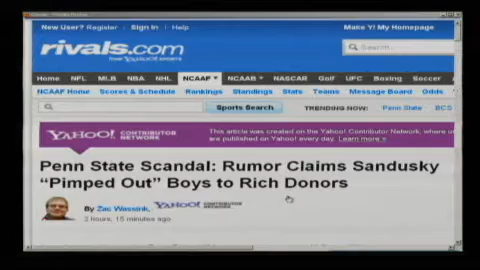 New User? Register Sign In Help Make Y! My Homepage
rivals.com
from YAHOO! SPORTS
Search...
Home NFL MLB NBA NHL NCAAF NCAAB NASCAR Golf UFC Boxing Soccer
NCAAF Home Scores & Schedule Rankings Standings Stats Teams Message Board Odds
Sports Search TRENDING NOW: Penn State BCS
YAHOO! CONTRIBUTOR NETWORK
This article was created on the Yahoo! Contributor Network, where
are published on Yahoo! every day. Learn more »
Penn State Scandal: Rumor Claims Sandusky
“Pimped Out” Boys to Rich Donors
By Zac Wassink, YAHOO! CONTRIBUTOR NETWORK
2 hours, 15 minutes ago